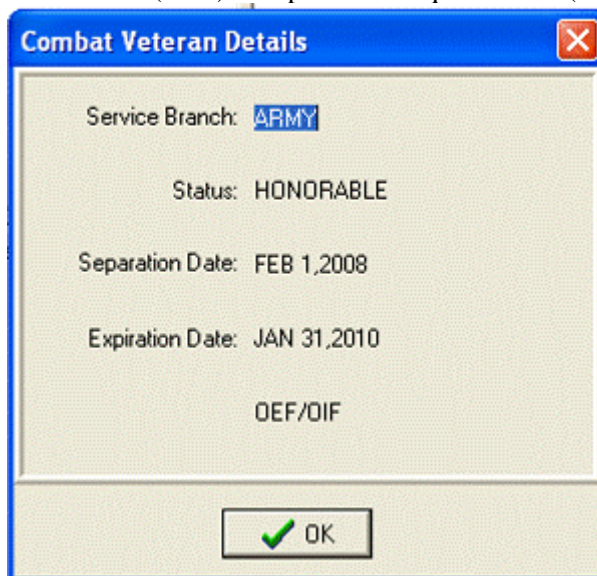 Combat Veteran Details
Service Branch: ARMY
Status: HONORABLE
Separation Date: FEB 1,2008
Expiration Date: JAN 31,2010
OEF/OIF
OK